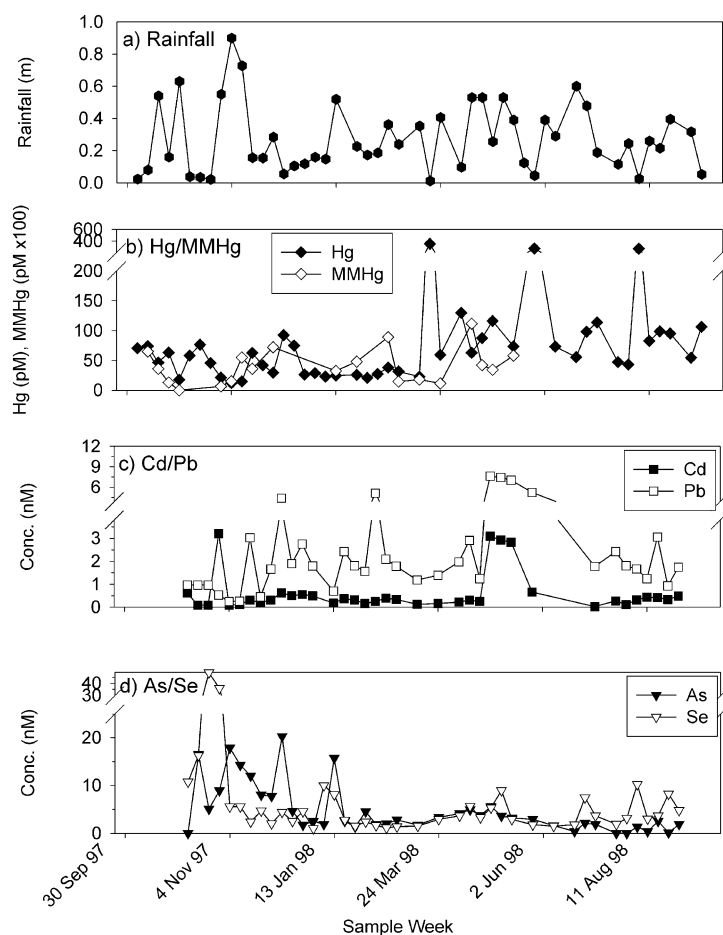 1.0
a) Rainfall
0.8
0.6
0.4
0.2
0.0
Rainfall (m)
600
400
b) Hg/MMHg
Hg
MMHg
200
150
100
50
0
Hg (pM), MMHg (pM x100)
12
c) Cd/Pb
9
6
Cd
Pb
3
2
1
0
Conc. (nM)
40
30
d) As/Se
As
Se
20
10
0
Conc. (nM)
30 Sep 97
4 Nov 97
13 Jan 98
24 Mar 98
2 Jun 98
11 Aug 98
Sample Week